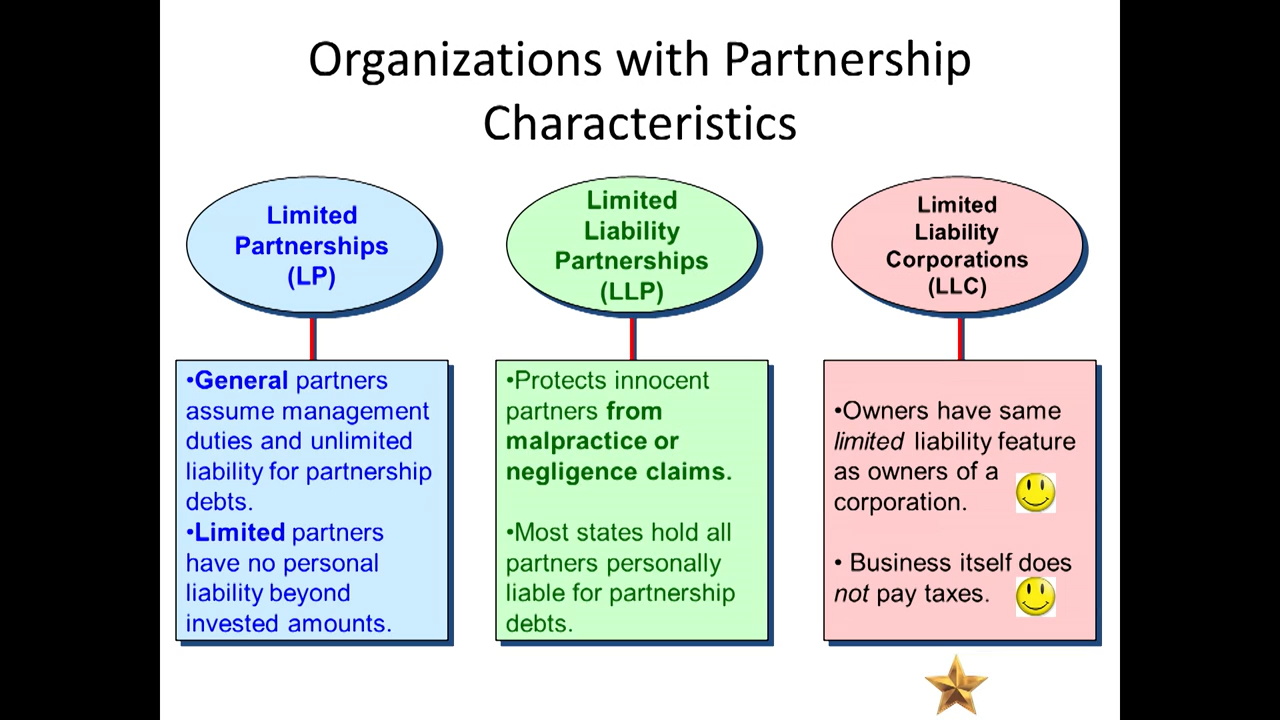 Organizations with Partnership
Characteristics
Limited
Partnerships
(LP)
Limited
Liability
Partnerships
(LLP)
Limited
Liability
Corporations
(LLC)
•General partners
assume management
duties and unlimited
liability for partnership
debts.
•Limited partners
have no personal
liability beyond
invested amounts.
•Protects innocent
partners from
malpractice or
negligence claims.
•Most states hold all
partners personally
liable for partnership
debts.
•Owners have same
limited liability feature
as owners of a
corporation.
• Business itself does
not pay taxes.